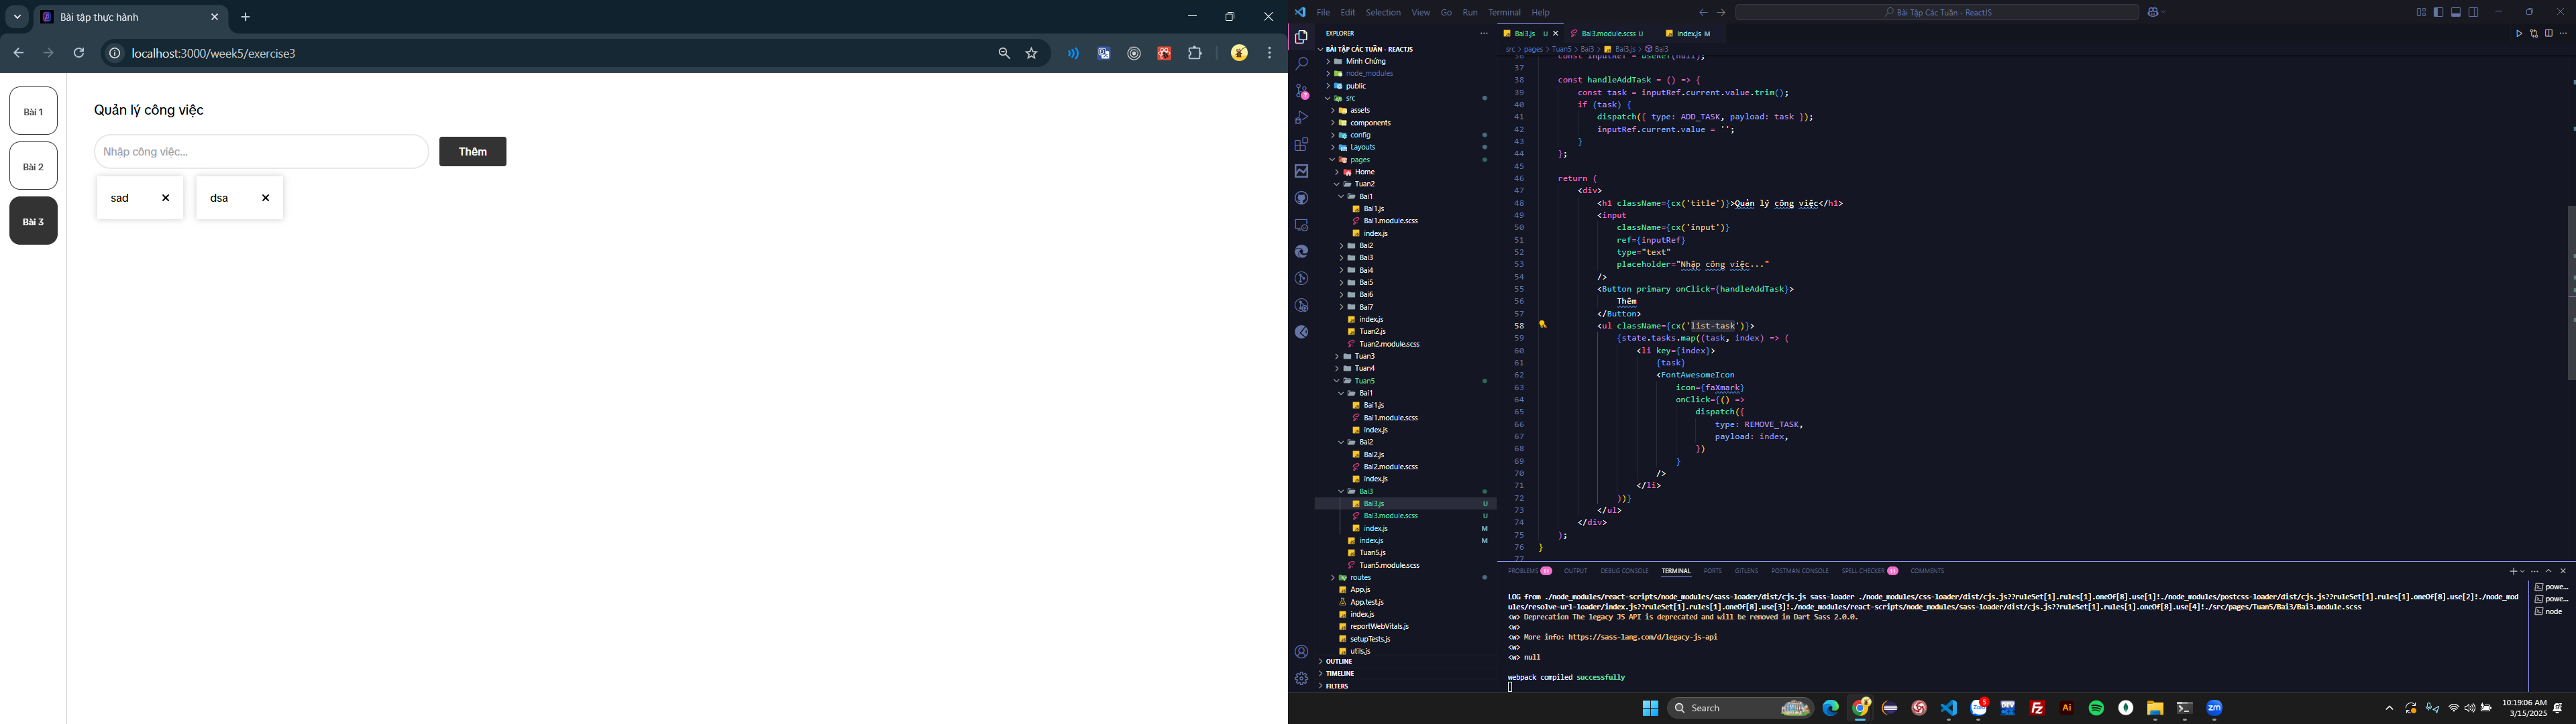 Bài tập thực hành
localhost:3000/week5/exercise3
Bài 1
Bài 2
Bài 3
Quản lý công việc
Nhập công việc...
Thêm
sad
dsa
File Edit Selection View Go Run Terminal Help
Bài Tập Các Tuần - ReactJS
EXPLORER
BÀI TẬP CÁC TUẦN - REACTJS
Minh Chứng
node_modules
public
src
assets
components
config
Layouts
pages
Home
Tuan2
Bai1
Bai1.js
Bai1.module.scss
index.js
Bai2
Bai3
Bai4
Bai5
Bai6
Bai7
index.js
Tuan2.js
Tuan2.module.scss
Tuan3
Tuan4
Tuan5
Bai1
Bai1.js
Bai1.module.scss
index.js
Bai2
Bai2.js
Bai2.module.scss
index.js
Bai3
Bai3.js U
Bai3.module.scss U
index.js M
index.js M
Tuan5.js
Tuan5.module.scss
routes
App.js
App.test.js
index.js
reportWebVitals.js
setupTests.js
utils.js
OUTLINE
TIMELINE
FILTERS
Bai3.js U
Bai3.module.scss U
index.js M
src > pages > Tuan5 > Bai3 > Bai3.js > Bai3
36 const inputRef = useRef(null);
37
38 const handleAddTask = () => {
39 const task = inputRef.current.value.trim();
40 if (task) {
41 dispatch({ type: ADD_TASK, payload: task });
42 inputRef.current.value = '';
43 }
44 };
45
46 return (
47 <div>
48 <h1 className={cx('title')}>Quản lý công việc</h1>
49 <input
50 className={cx('input')}
51 ref={inputRef}
52 type="text"
53 placeholder="Nhập công việc..."
54 />
55 <Button primary onClick={handleAddTask}>
56 Thêm
57 </Button>
58 <ul className={cx('list-task')}>
59 {state.tasks.map((task, index) => (
60 <li key={index}>
61 {task}
62 <FontAwesomeIcon
63 icon={faXmark}
64 onClick={() =>
65 dispatch({
66 type: REMOVE_TASK,
67 payload: index,
68 })
69 }
70 />
71 </li>
72 ))}
73 </ul>
74 </div>
75 );
76 }
77
PROBLEMS 11 OUTPUT DEBUG CONSOLE TERMINAL PORTS GITLENS POSTMAN CONSOLE SPELL CHECKER 11 COMMENTS
LOG from ./node_modules/react-scripts/node_modules/sass-loader/dist/cjs.js sass-loader ./node_modules/css-loader/dist/cjs.js??ruleSet[1].rules[1].oneOf[8].use[1]!./node_modules/postcss-loader/dist/cjs.js??ruleSet[1].rules[1].oneOf[8].use[2]!./node_mod
ules/resolve-url-loader/index.js??ruleSet[1].rules[1].oneOf[8].use[3]!./node_modules/react-scripts/node_modules/sass-loader/dist/cjs.js??ruleSet[1].rules[1].oneOf[8].use[4]!./src/pages/Tuan5/Bai3/Bai3.module.scss
<w> Deprecation The legacy JS API is deprecated and will be removed in Dart Sass 2.0.0.
<w>
<w> More info: https://sass-lang.com/d/legacy-js-api
<w>
<w> null
webpack compiled successfully
powe...
powe...
node
Search
10:19:06 AM
3/15/2025